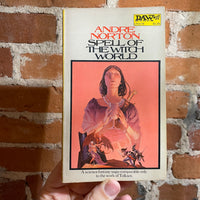 ANDRE
NORTON
DAW
SPELL OF
THE WITCH
WORLD
A science fantasy saga comparable only
to the work of Tolkien.